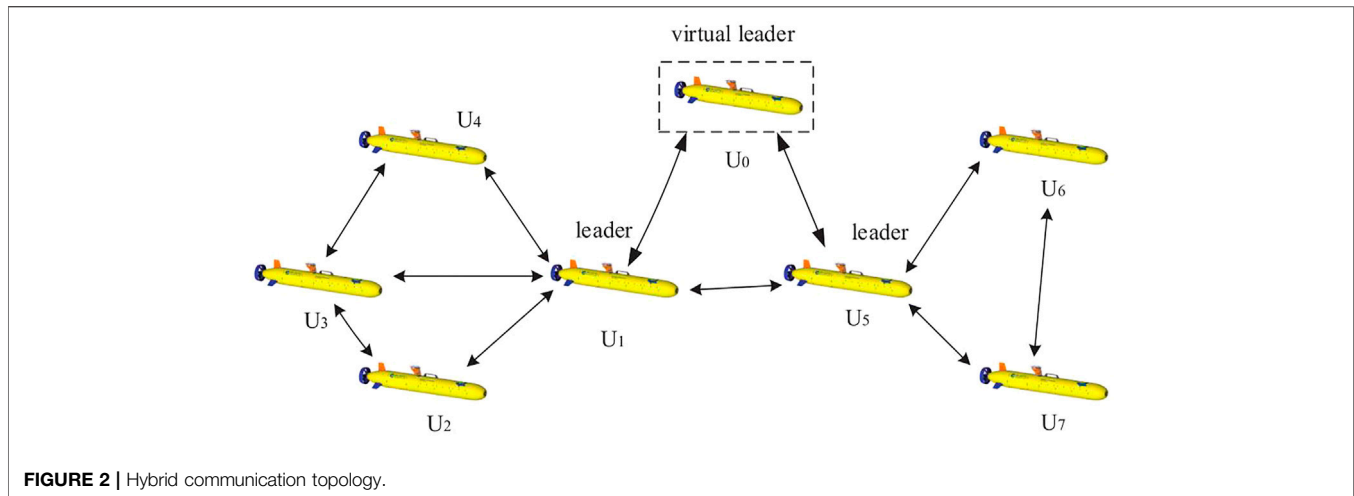 virtual leader
U4
U0
U6
leader
leader
U3
U1
U5
U2
U7
FIGURE 2 | Hybrid communication topology.